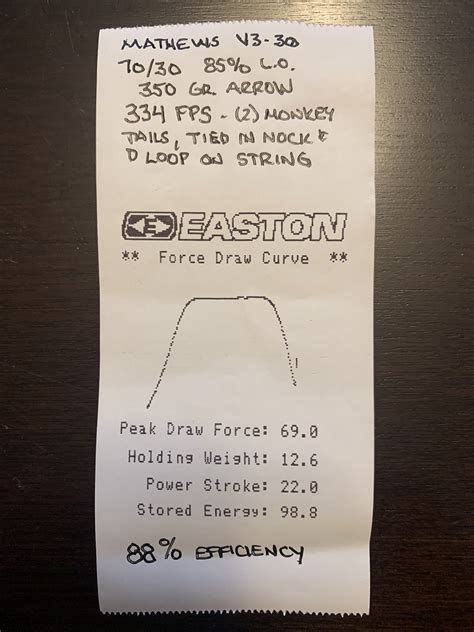 MATHEWS V3-30
70/30 85% L.O.
350 GR. ARROW
334 FPS - (2) MONKEY
TAILS, TIED IN NOCK &
D LOOP ON STRING
EASTON
** Force Draw Curve **
Peak Draw Force: 69.0
Holding Weight: 12.6
Power Stroke: 22.0
Stored Energy: 98.8
88% EFFICIENCY